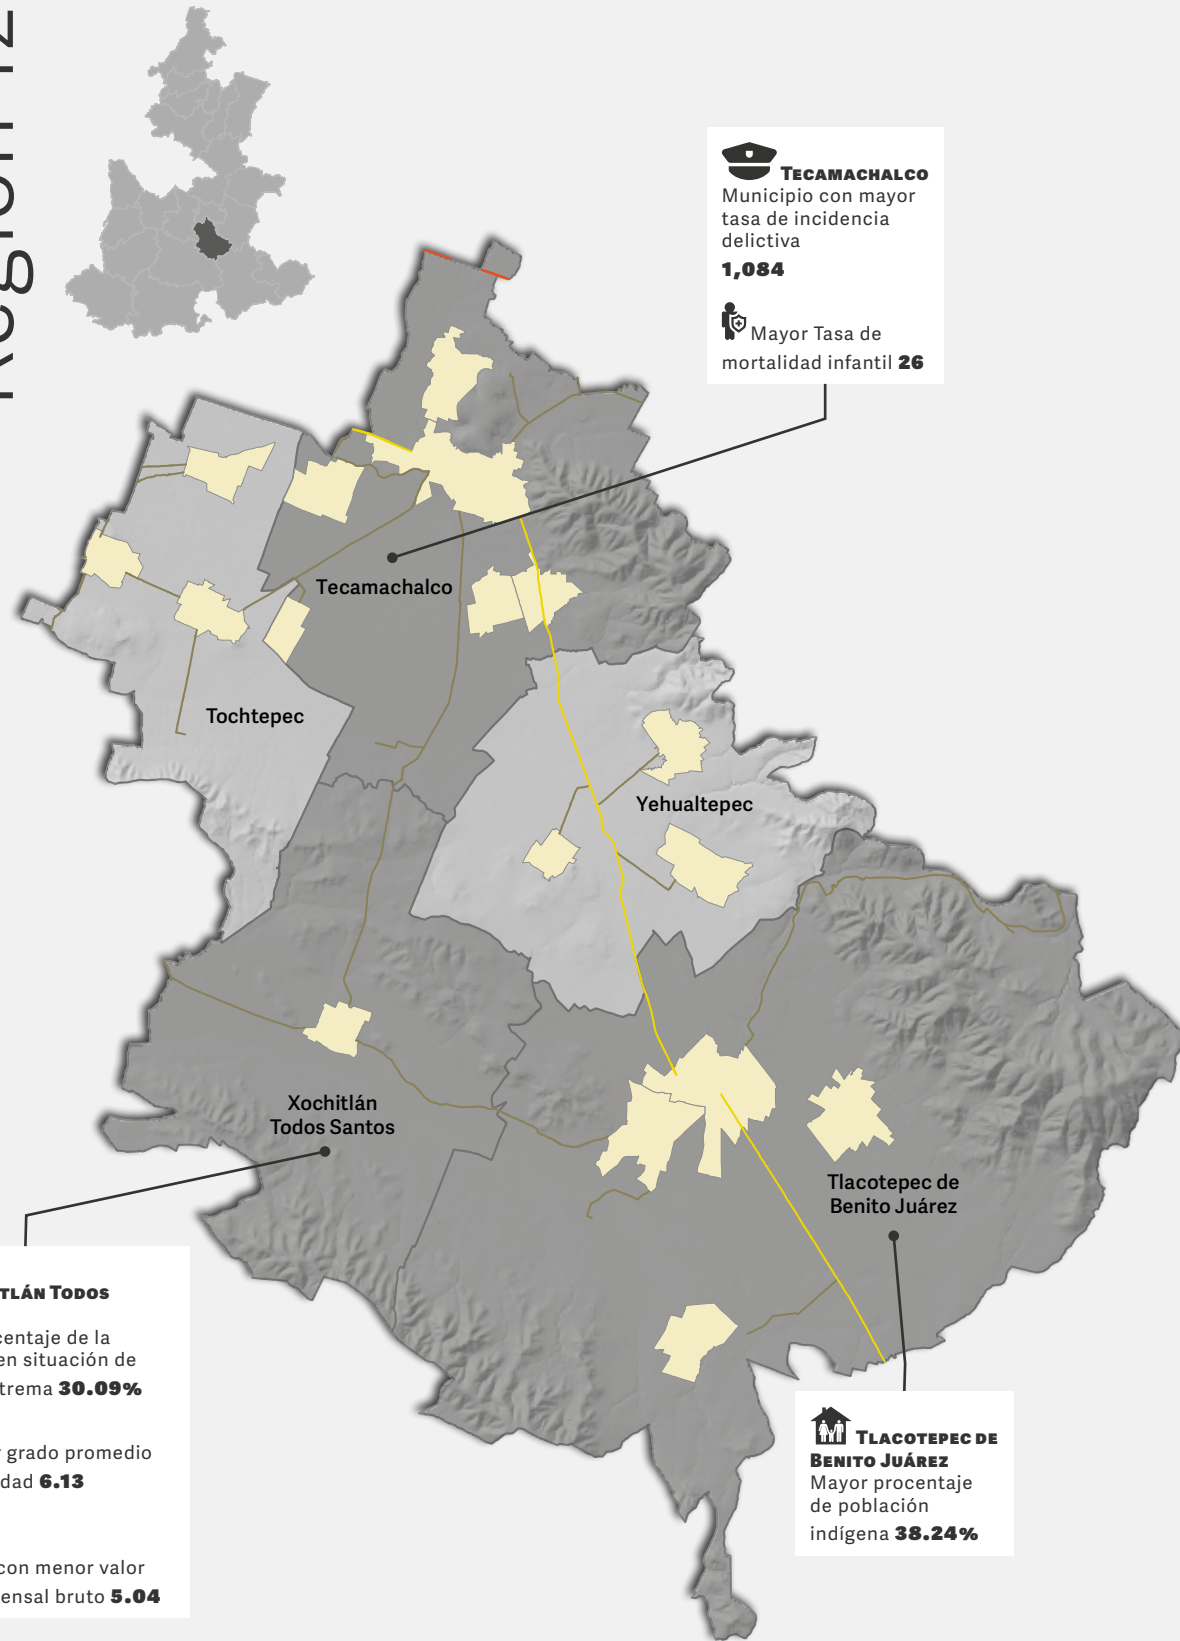 Región 12
TECAMACHALCO
Municipio con mayor
tasa de incidencia
delictiva
1,084
Mayor Tasa de
mortalidad infantil 26
Tecamachalco
Tochtepec
Yehualtepec
Xochitlán
Todos Santos
Tlacotepec de
Benito Juárez
TLÁN TODOS
centaje de la
en situación de
trema 30.09%
grado promedio
dad 6.13
con menor valor
ensal bruto 5.04
TLACOTEPEC DE
BENITO JUÁREZ
Mayor procentaje
de población
indígena 38.24%